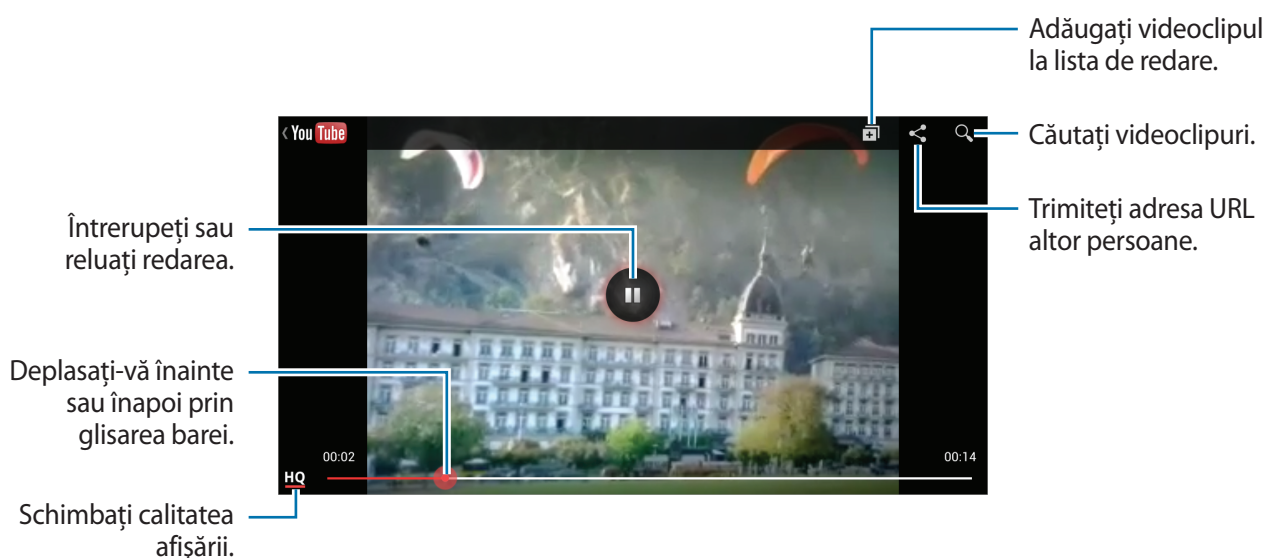 Adăugați videoclipul
la lista de redare.
You Tube
Căutați videoclipuri.
Trimiteți adresa URL
altor persoane.
Întrerupeți sau
reluați redarea.
Deplasați-vă înainte
sau înapoi prin
glisarea barei.
00:02
00:14
HQ
Schimbați calitatea
afișării.